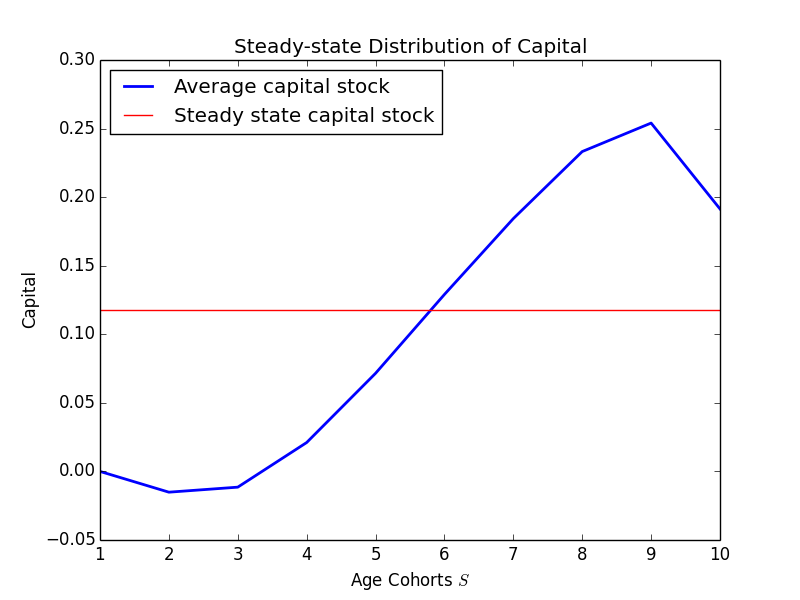 Steady-state Distribution of Capital
0.30
0.25
0.20
0.15
0.10
0.05
0.00
−0.05
Capital
Average capital stock
Steady state capital stock
1 2 3 4 5 6 7 8 9 10
Age Cohorts S